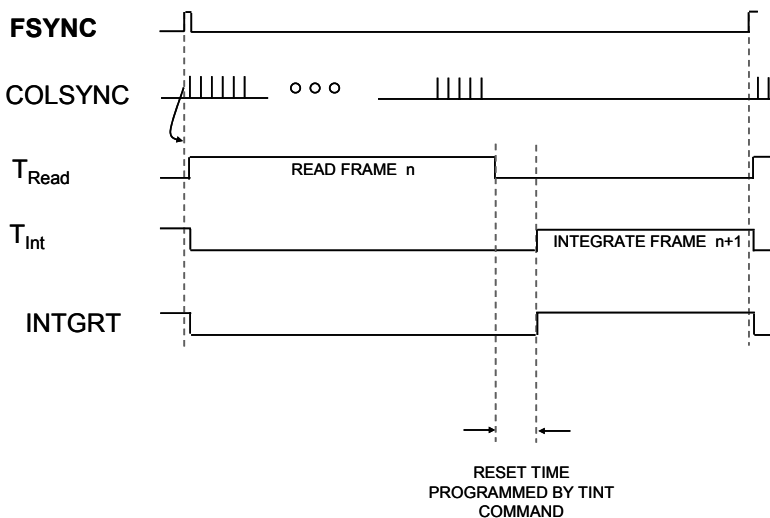 FSYNC
COLSYNC
TRead
READ FRAME n
TInt
INTEGRATE FRAME n+1
INTGRT
RESET TIME
PROGRAMMED BY TINT
COMMAND